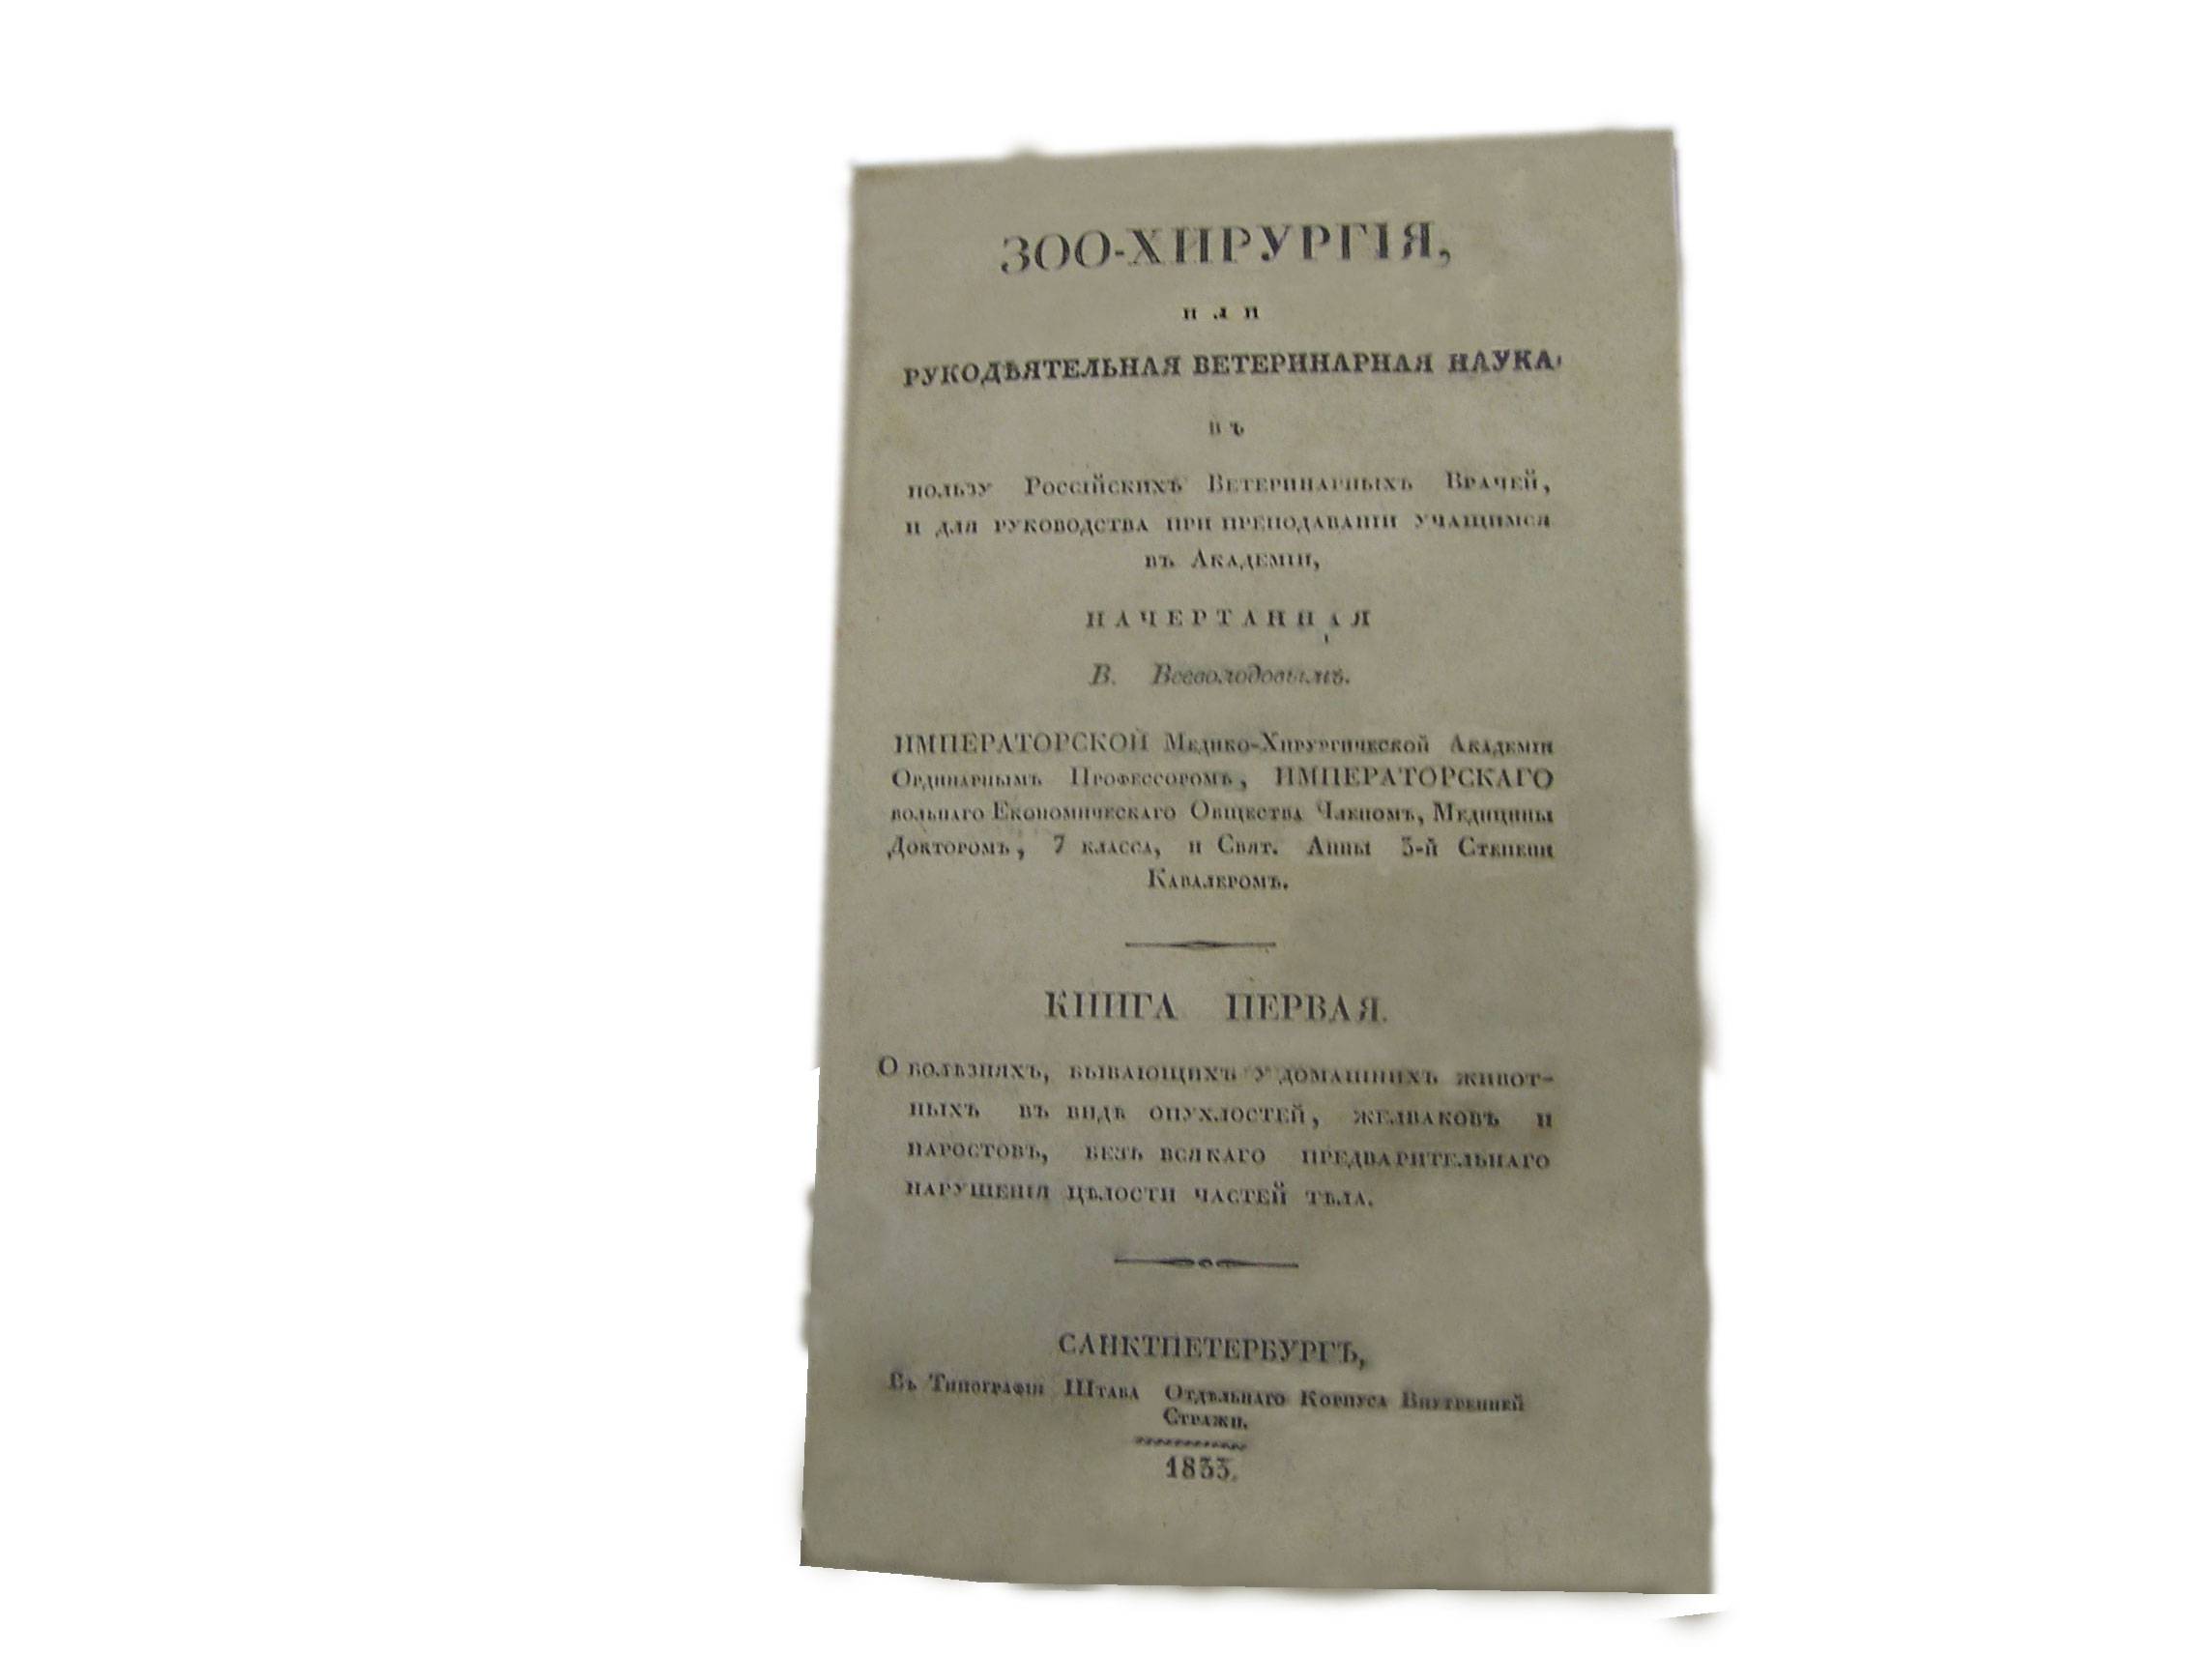 ЗОО-ХИРУРГІЯ,
или
РУКОДѢЯТЕЛЬНАЯ ВЕТЕРИНАРНАЯ НАУКА,
въ
пользу Россійскихъ Ветеринарныхъ Врачей,
и для руководства при преподаваніи учащимся
въ Академіи,
НАЧЕРТАННАЯ
В. Всеволодовымъ.
ИМПЕРАТОРСКОЙ Медико-Хирургической Академіи
Ординарнымъ Профессоромъ, ИМПЕРАТОРСКАГО
вольнаго Економическаго Общества Членомъ, Медицины
Докторомъ, 7 класса, и Свят. Анны 3-й Степени
Кавалеромъ.
КНИГА ПЕРВАЯ.
О болѣзняхъ, бывающихъ у домашнихъ живот-
ныхъ въ видѣ опухлостей, желваковъ и
наростовъ, безъ всякаго предварительнаго
нарушенія цѣлости частей тѣла.
САНКТПЕТЕРБУРГЪ,
Въ Типографіи Штаба Отдѣльнаго Корпуса Внутренней
Стражи.
1833.